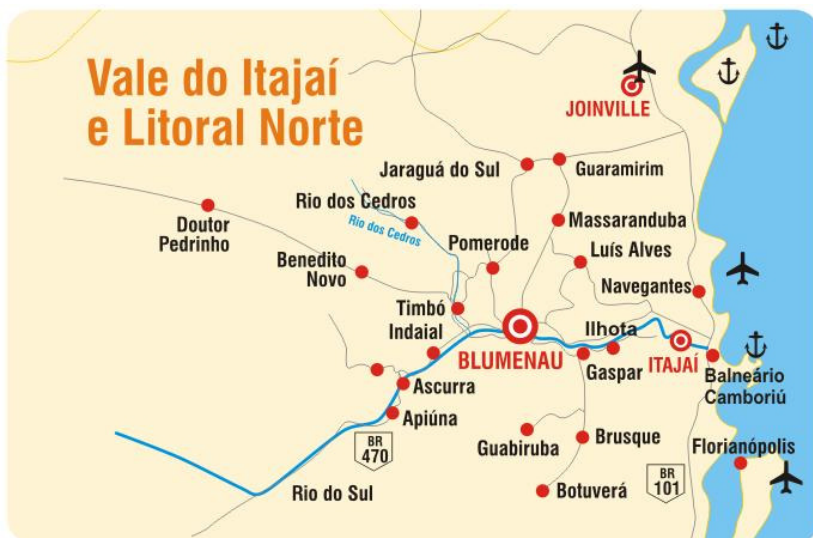 Vale do Itajaí
e Litoral Norte
JOINVILLE
Jaraguá do Sul
Guaramirim
Rio dos Cedros
Rio dos Cedros
Doutor
Pedrinho
Massaranduba
Pomerode
Luís Alves
Benedito
Novo
Navegantes
Timbó
Indaial
Ilhota
BLUMENAU
Gaspar
ITAJAÍ
Balneário
Camboriú
Ascurra
Apiúna
BR
470
Guabiruba
Brusque
Florianópolis
BR
101
Rio do Sul
Botuverá